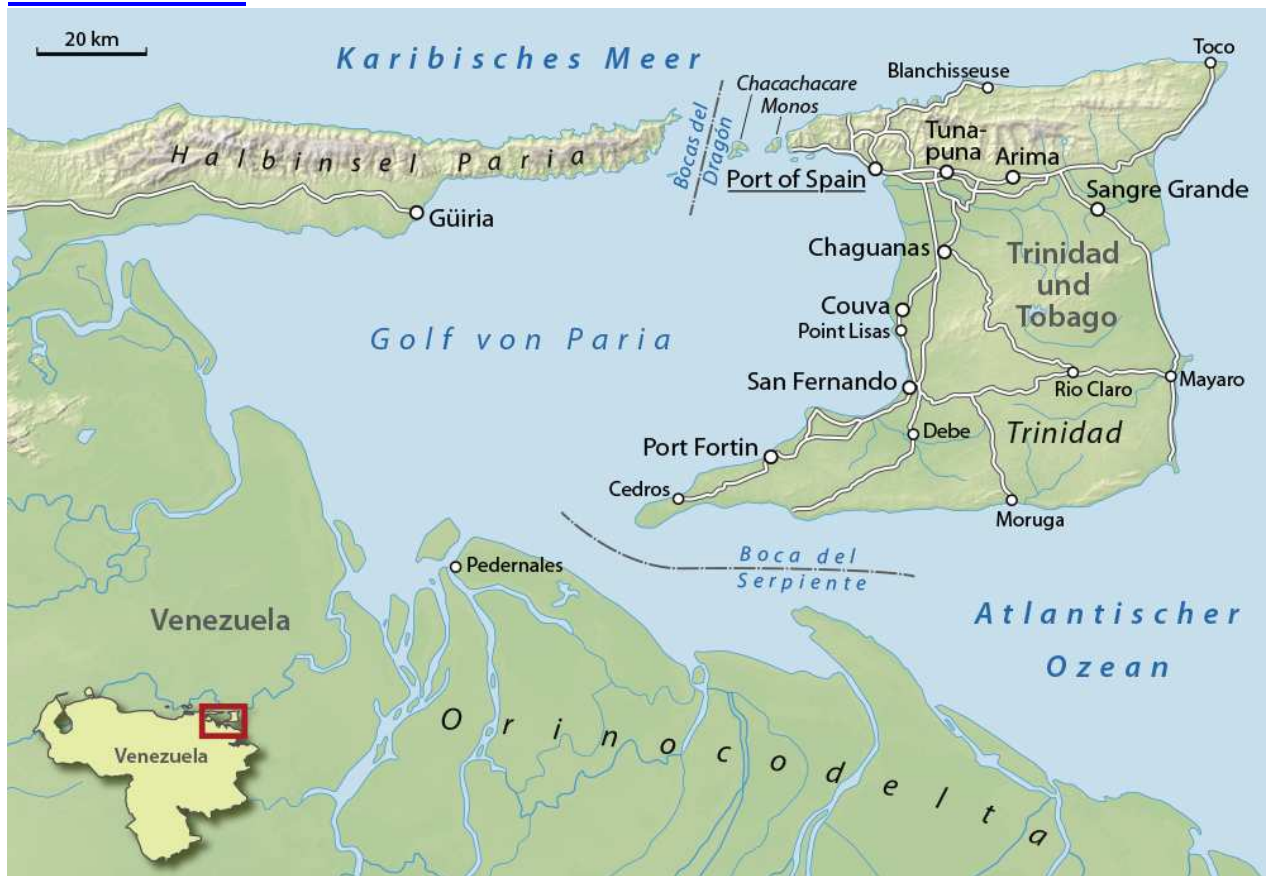 20 km
Karibisches Meer
Toco
Blanchisseuse
Chacachacare
Monos
Bocas del
Dragón
Halbinsel Paria
Tuna-
puna
Arima
Port of Spain
Sangre Grande
Güiria
Chaguanas
Trinidad
und
Tobago
Couva
Point Lisas
Golf von Paria
San Fernando
Rio Claro
Mayaro
Debe
Trinidad
Port Fortin
Cedros
Moruga
Boca del
Serpiente
Pedernales
Venezuela
Atlantischer
Ozean
Orinocodelta
Venezuela